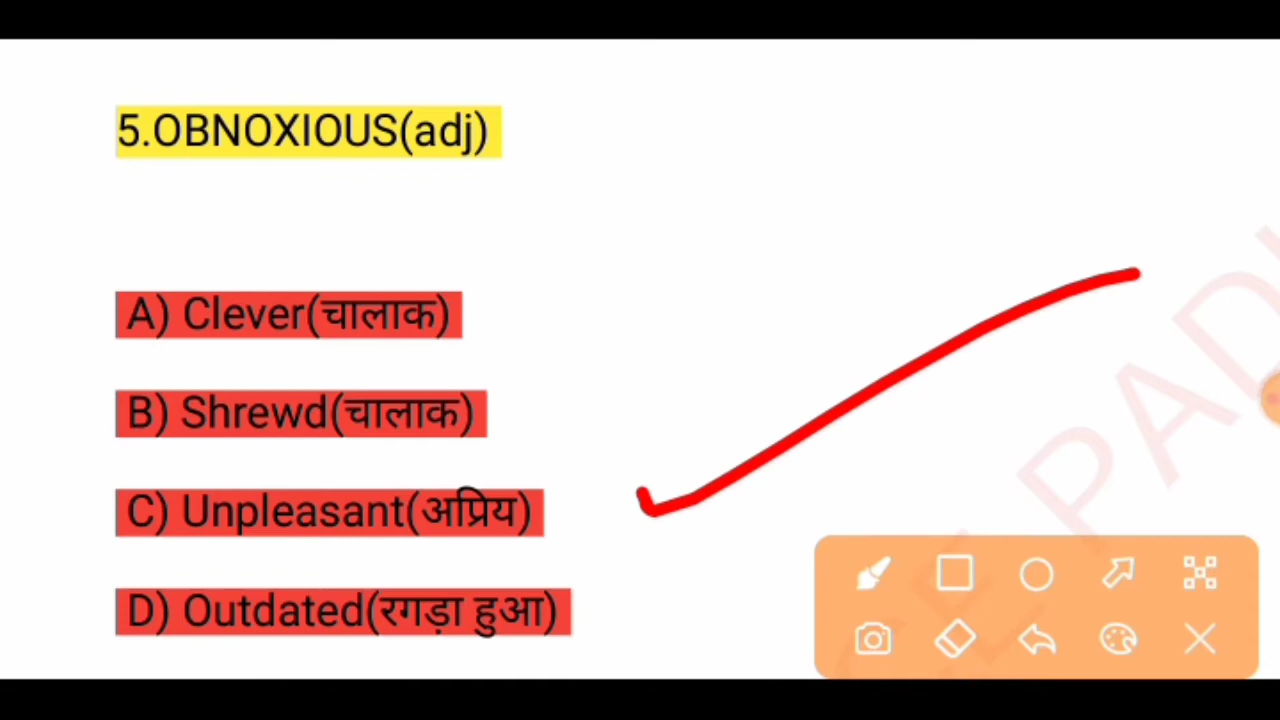 5.OBNOXIOUS(adj)
A) Clever(चालाक)
B) Shrewd(चालाक)
C) Unpleasant(अप्रिय)
D) Outdated(रगड़ा हुआ)